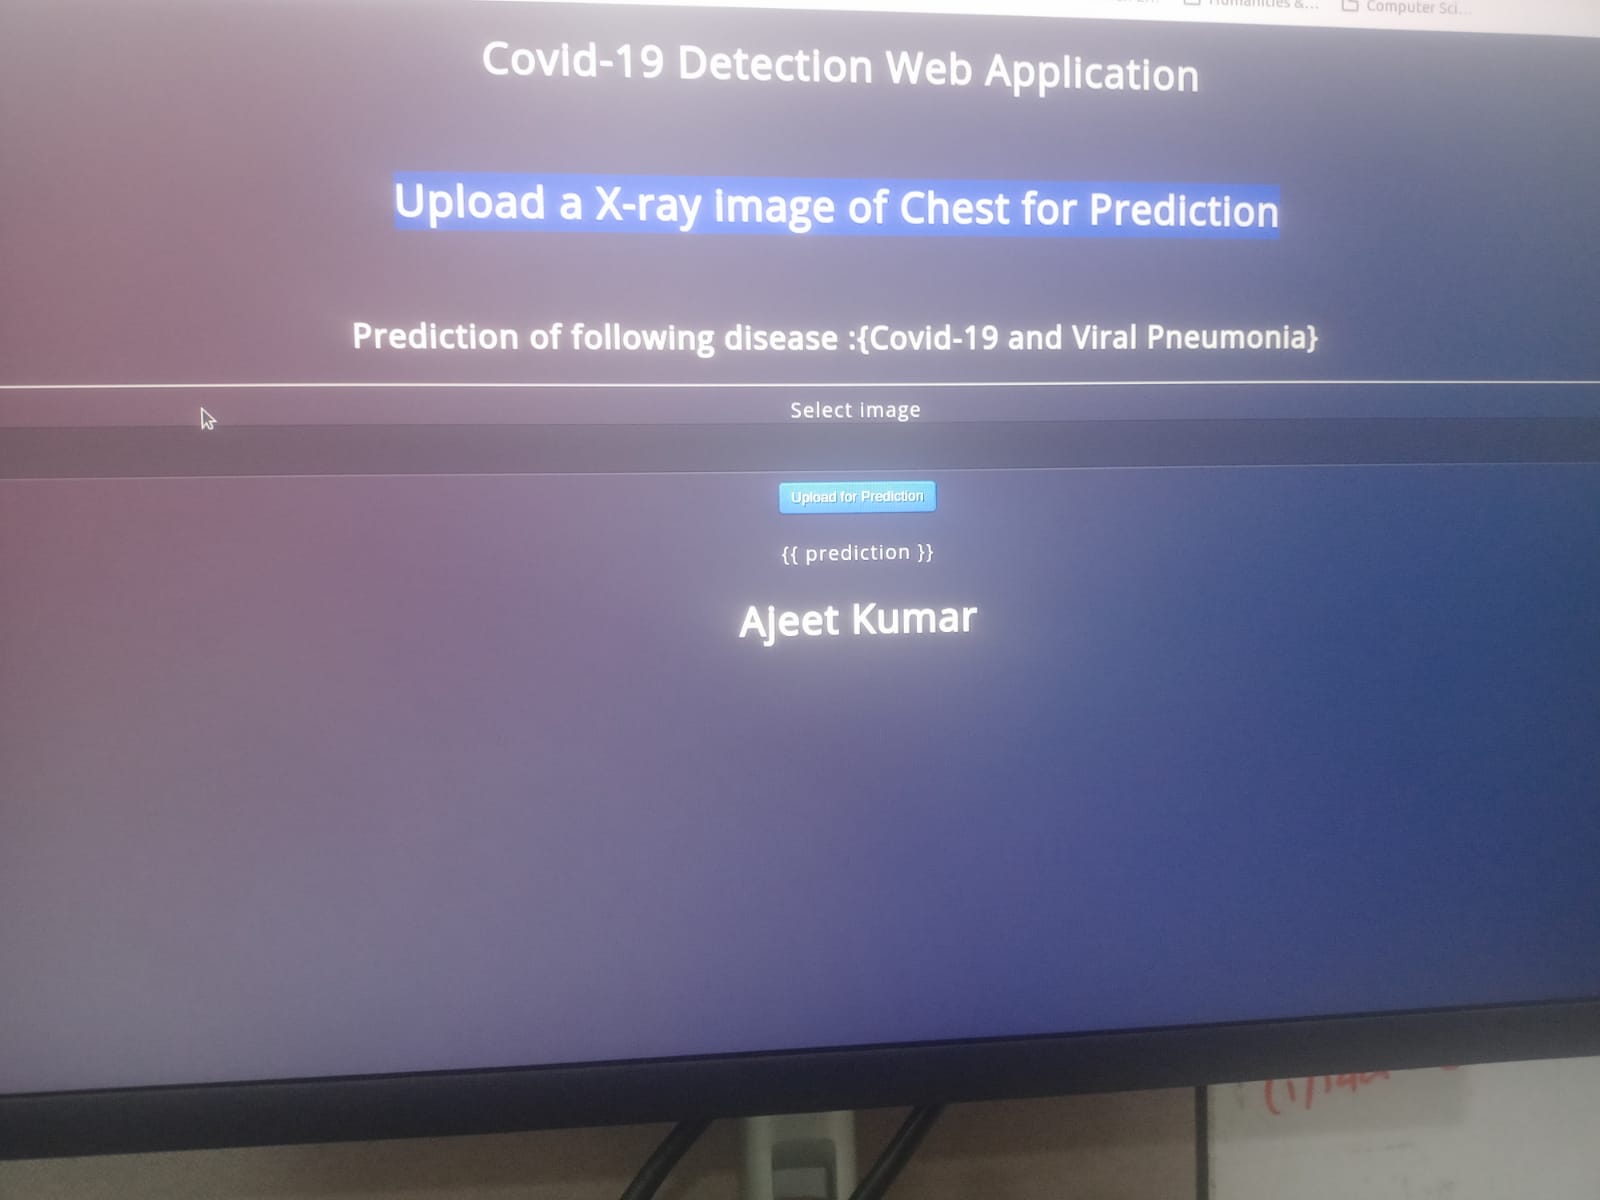 Humanities &... Computer Sci...
Covid-19 Detection Web Application
Upload a X-ray image of Chest for Prediction
Prediction of following disease :{Covid-19 and Viral Pneumonia}
Select image
Upload for Prediction
{{ prediction }}
Ajeet Kumar